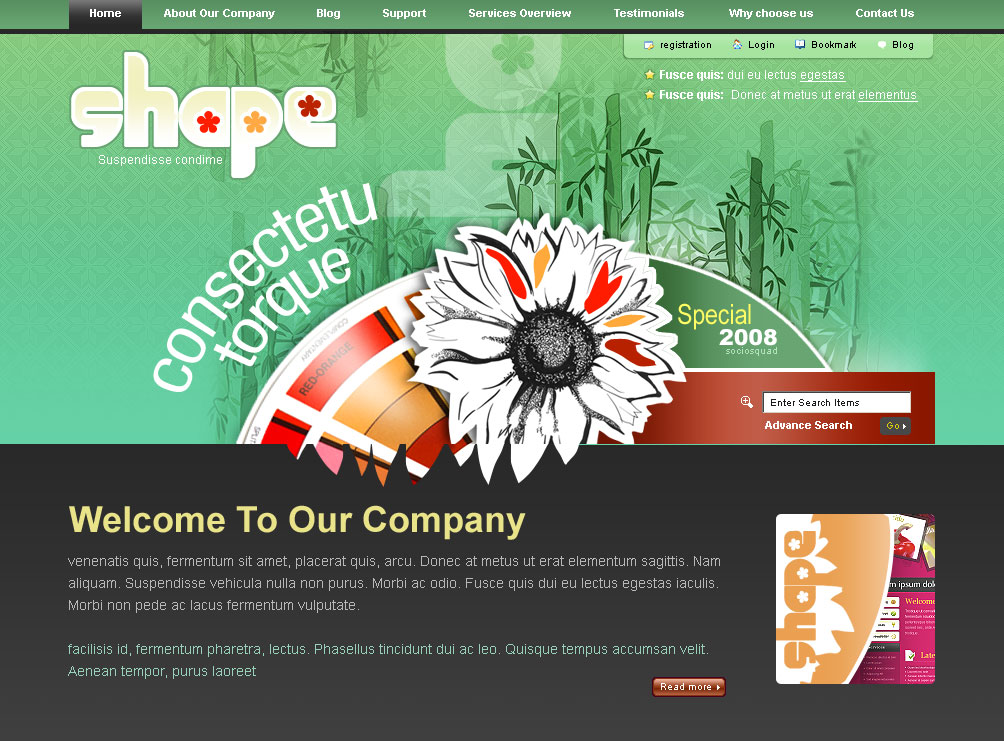 Home About Our Company Blog Support Services Overview Testimonials Why choose us Contact Us
registration Login Bookmark Blog
Fusce quis: dui eu lectus egestas
Fusce quis: Donec at metus ut erat elementus
shape
Suspendisse condime
consectetu
torque
RED-ORANGE
Special
2008
sociosquad
Enter Search Items
Advance Search
Go
Welcome To Our Company
venenatis quis, fermentum sit amet, placerat quis, arcu. Donec at metus ut erat elementum sagittis. Nam
aliquam. Suspendisse vehicula nulla non purus. Morbi ac odio. Fusce quis dui eu lectus egestas iaculis.
Morbi non pede ac lacus fermentum vulputate.
facilisis id, fermentum pharetra, lectus. Phasellus tincidunt dui ac leo. Quisque tempus accumsan velit.
Aenean tempor, purus laoreet
Read more
shape
m ipsum dolo
Welcome
Services
Late